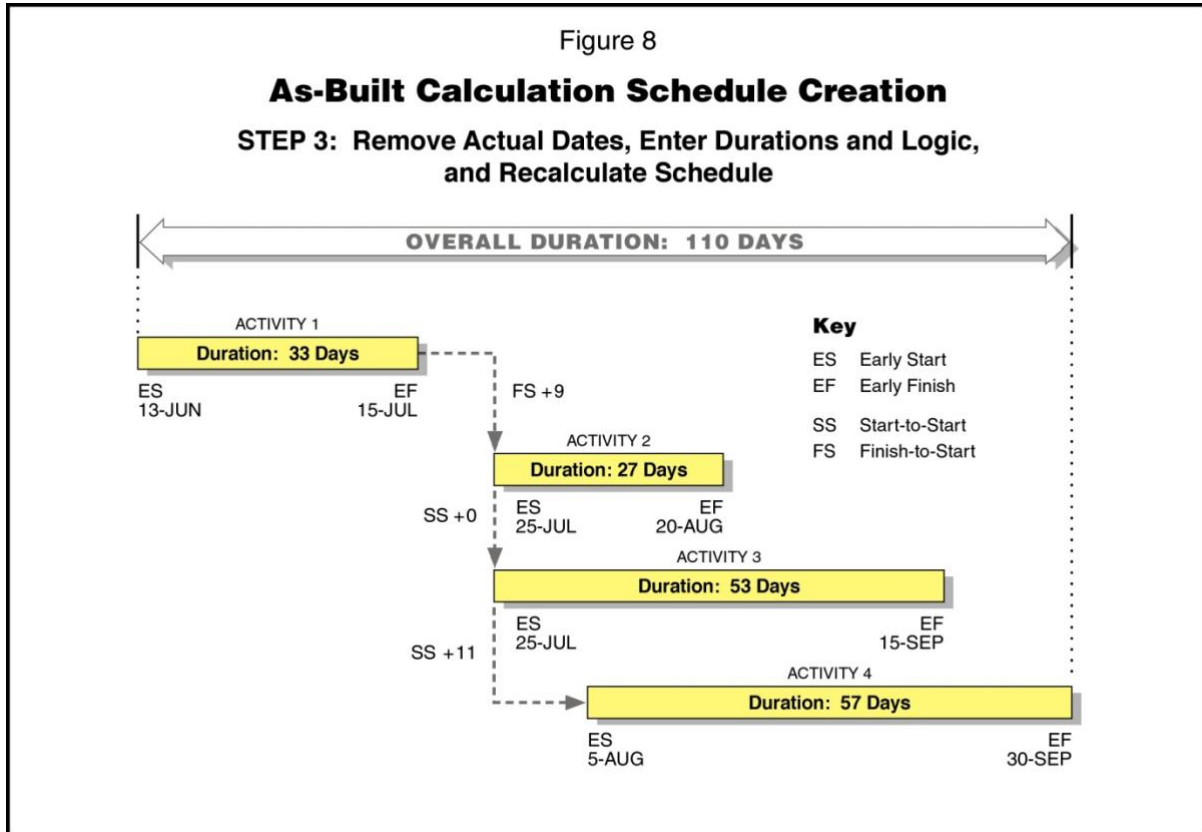 Figure 8
As-Built Calculation Schedule Creation
STEP 3: Remove Actual Dates, Enter Durations and Logic,
and Recalculate Schedule
OVERALL DURATION: 110 DAYS
ACTIVITY 1
Duration: 33 Days
ES
13-JUN
EF
15-JUL
FS +9
Key
ES Early Start
EF Early Finish
SS Start-to-Start
FS Finish-to-Start
ACTIVITY 2
Duration: 27 Days
ES
25-JUL
EF
20-AUG
SS +0
ACTIVITY 3
Duration: 53 Days
ES
25-JUL
EF
15-SEP
SS +11
ACTIVITY 4
Duration: 57 Days
ES
5-AUG
EF
30-SEP